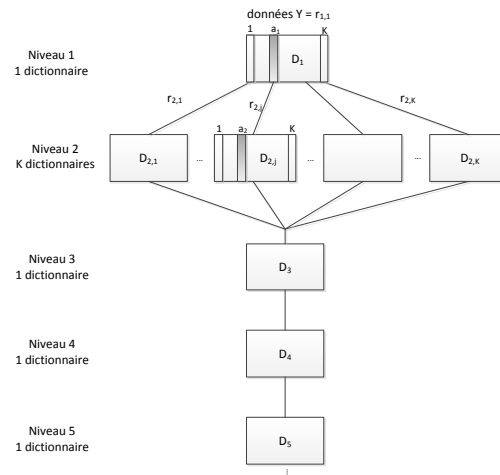 données Y = r1,1
1 a1 K
Niveau 1
1 dictionnaire
D1
r2,1 r2,j r2,K
1 a2 K
Niveau 2
K dictionnaires
D2,1 ... D2,j ... ... D2,K
Niveau 3
1 dictionnaire
D3
Niveau 4
1 dictionnaire
D4
Niveau 5
1 dictionnaire
D5